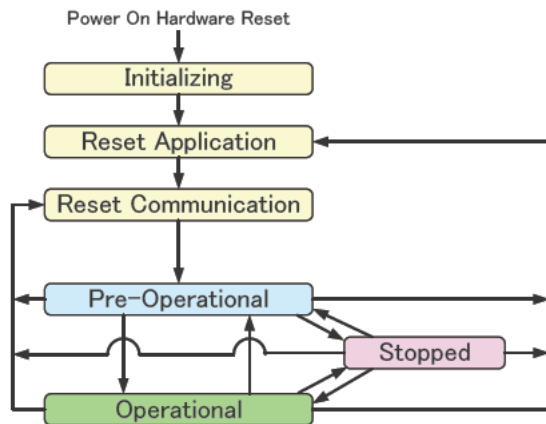 Power On Hardware Reset
Initializing
Reset Application
Reset Communication
Pre-Operational
Stopped
Operational